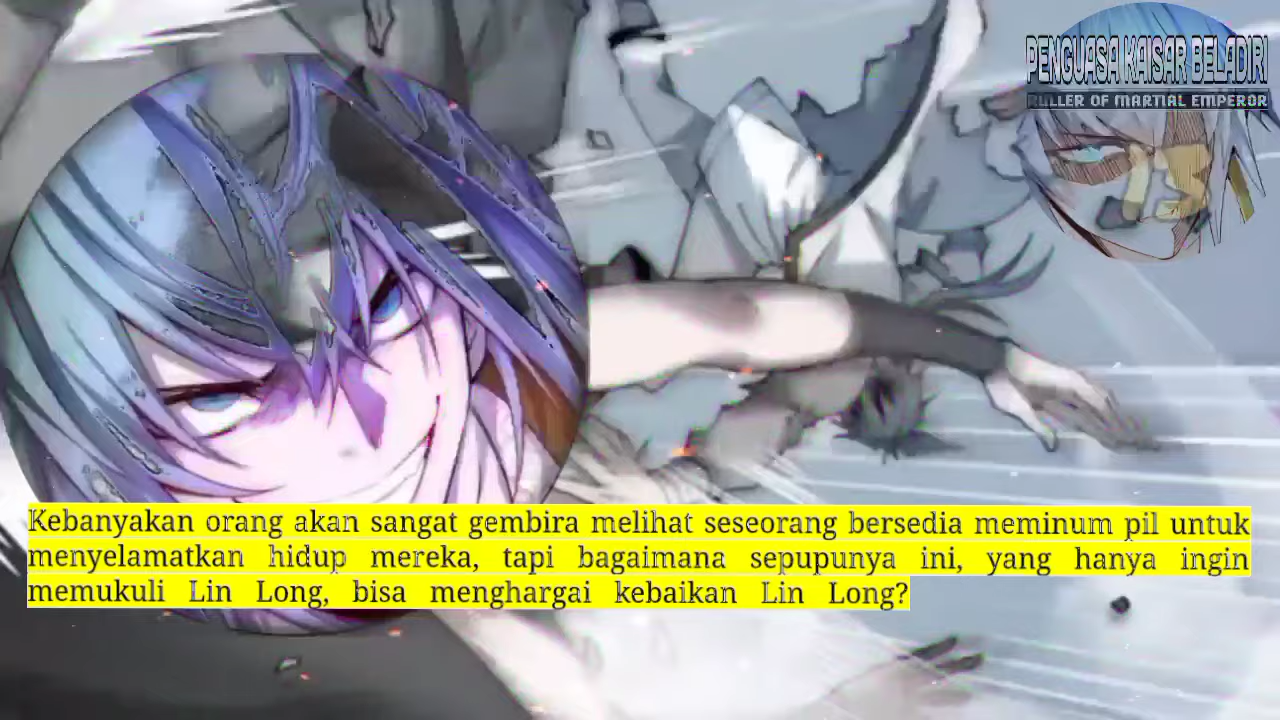 PENGUASA KAISAR BELADIRI
RULLER OF MARTIAL EMPEROR
Kebanyakan orang akan sangat gembira melihat seseorang bersedia meminum pil untuk
menyelamatkan hidup mereka, tapi bagaimana sepupunya ini, yang hanya ingin
memukuli Lin Long, bisa menghargai kebaikan Lin Long?